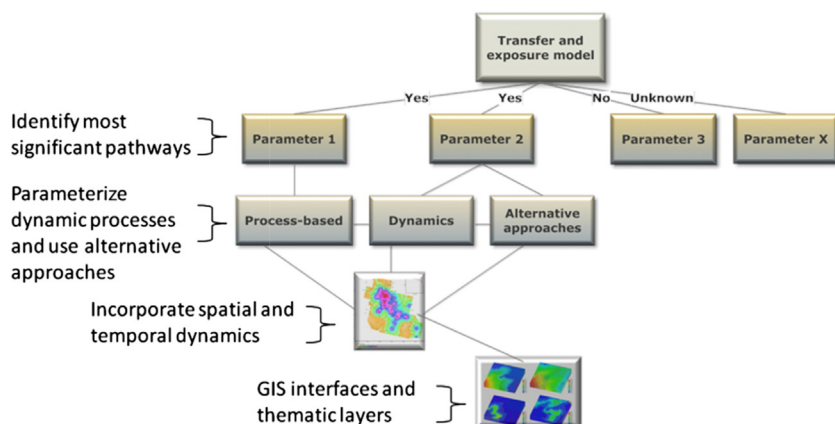 Transfer and
exposure model
Yes
Yes
No
Unknown
Identify most
significant pathways
Parameter 1
Parameter 2
Parameter 3
Parameter X
Parameterize
dynamic processes
and use alternative
approaches
Process-based
Dynamics
Alternative
approaches
Incorporate spatial and
temporal dynamics
GIS interfaces and
thematic layers